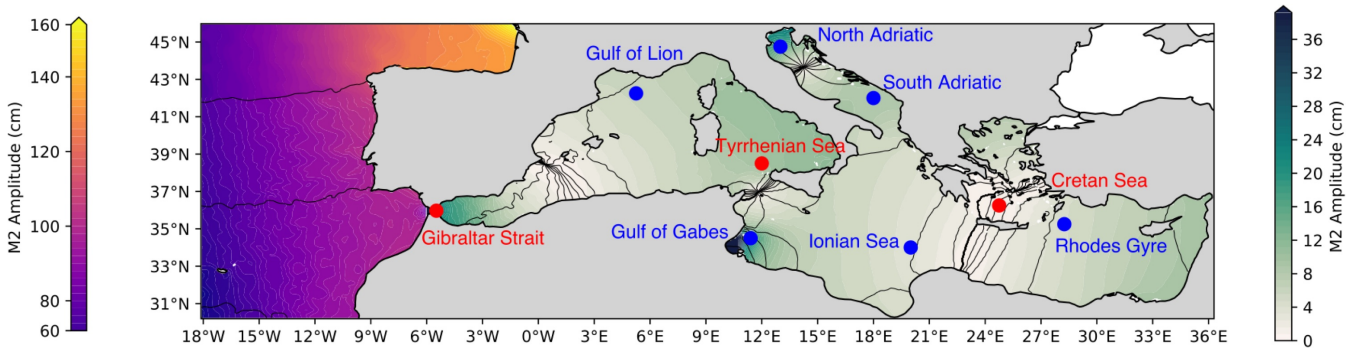 160
140
120
100
80
60
M2 Amplitude (cm)
45°N
43°N
41°N
39°N
37°N
35°N
33°N
31°N
18°W
15°W
12°W
9°W
6°W
3°W
0°W
3°E
6°E
9°E
12°E
15°E
18°E
21°E
24°E
27°E
30°E
33°E
36°E
North Adriatic
Gulf of Lion
South Adriatic
Tyrrhenian Sea
Cretan Sea
Gibraltar Strait
Gulf of Gabes
Ionian Sea
Rhodes Gyre
36
32
28
24
20
16
12
8
4
0
M2 Amplitude (cm)